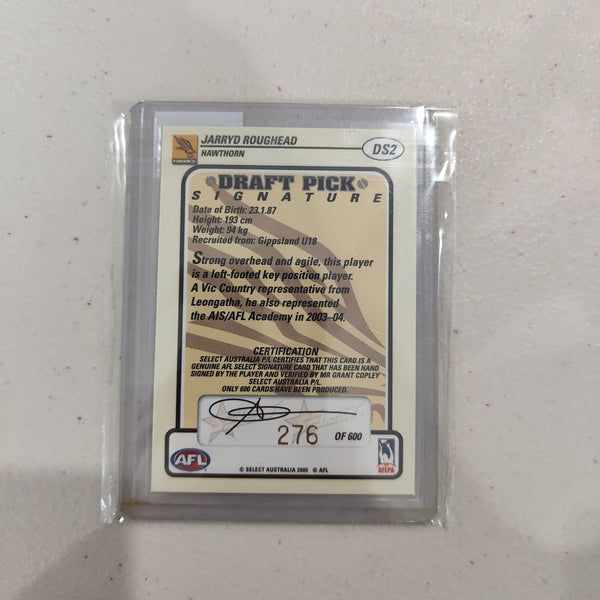 JARRYD ROUGHEAD
HAWTHORN
DS2
DRAFT PICK
SIGNATURE
Date of Birth: 23.1.87
Height: 193 cm
Weight: 94 kg
Recruited from: Gippsland U18
Strong overhead and agile, this player
is a left-footed key position player.
A Vic Country representative from
Leongatha, he also represented
the AIS/AFL Academy in 2003-04.
CERTIFICATION
SELECT AUSTRALIA P/L CERTIFIES THAT THIS CARD IS A
GENUINE AFL SELECT SIGNATURE CARD THAT HAS BEEN HAND
SIGNED BY THE PLAYER AND VERIFIED BY MR GRANT COPLEY
SELECT AUSTRALIA P/L.
ONLY 600 CARDS HAVE BEEN PRODUCED.
276 OF 600
AFL
© SELECT AUSTRALIA 2005 © AFL
AFLPA